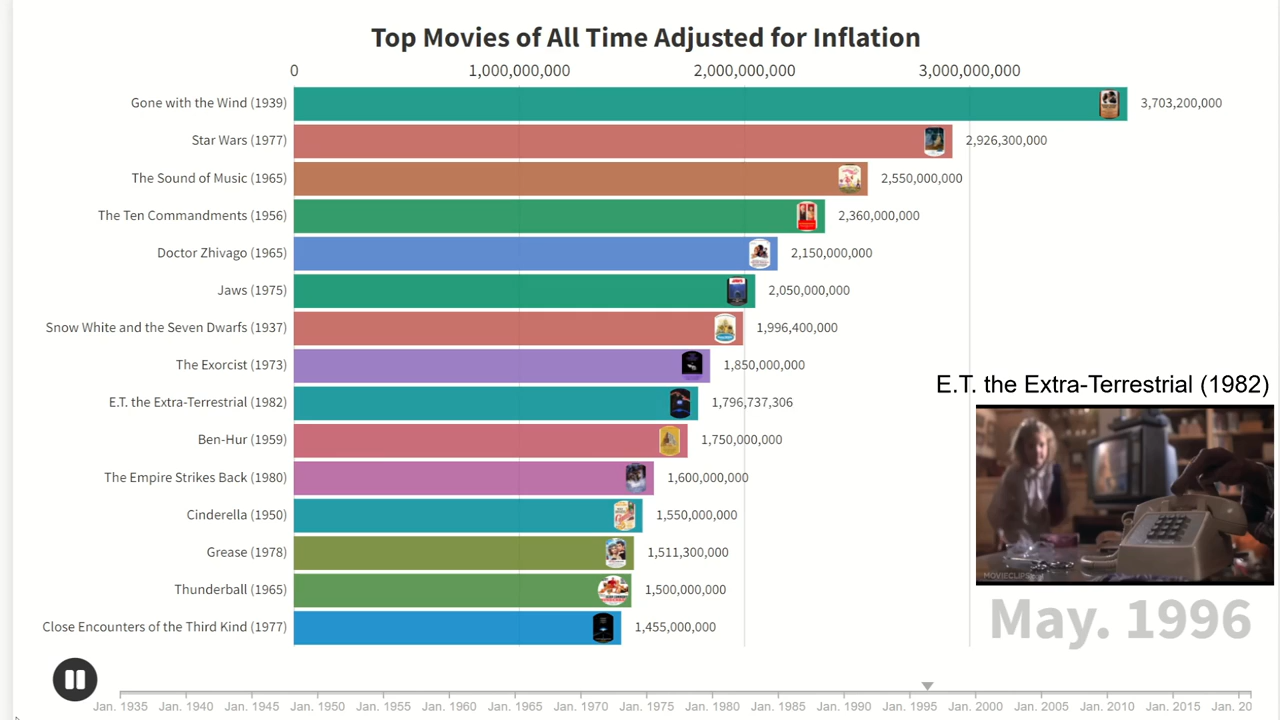 Top Movies of All Time Adjusted for Inflation
0 1,000,000,000 2,000,000,000 3,000,000,000
Gone with the Wind (1939) 3,703,200,000
Star Wars (1977) 2,926,300,000
The Sound of Music (1965) 2,550,000,000
The Ten Commandments (1956) 2,360,000,000
Doctor Zhivago (1965) 2,150,000,000
Jaws (1975) 2,050,000,000
Snow White and the Seven Dwarfs (1937) 1,996,400,000
The Exorcist (1973) 1,850,000,000
E.T. the Extra-Terrestrial (1982)
E.T. the Extra-Terrestrial (1982) 1,796,737,306
Ben-Hur (1959) 1,750,000,000
The Empire Strikes Back (1980) 1,600,000,000
Cinderella (1950) 1,550,000,000
Grease (1978) 1,511,300,000
MOVIECLIPS
Thunderball (1965) 1,500,000,000
Close Encounters of the Third Kind (1977) 1,455,000,000
May. 1996
Jan. 1935 Jan. 1940 Jan. 1945 Jan. 1950 Jan. 1955 Jan. 1960 Jan. 1965 Jan. 1970 Jan. 1975 Jan. 1980 Jan. 1985 Jan. 1990 Jan. 1995 Jan. 2000 Jan. 2005 Jan. 2010 Jan. 2015 Jan. 20